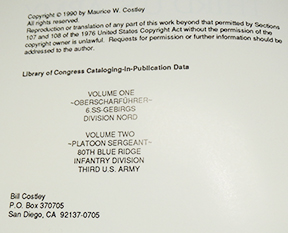 Copyright © 1990 by Maurice W. Costley
All rights reserved.
Reproduction or translation of any part of this work beyond that permitted by Sections
107 and 108 of the 1976 United States Copyright Act without the permission of the
copyright owner is unlawful. Requests for permission or further information should be
addressed to the author.
Library of Congress Cataloging-In-Publication Data
VOLUME ONE
~OBERSCHARFÜHRER~
6.SS-GEBIRGS
DIVISION NORD
VOLUME TWO
~PLATOON SERGEANT~
80TH BLUE RIDGE
INFANTRY DIVISION
THIRD U.S. ARMY
Bill Costley
P.O. Box 370705
San Diego, CA 92137-0705